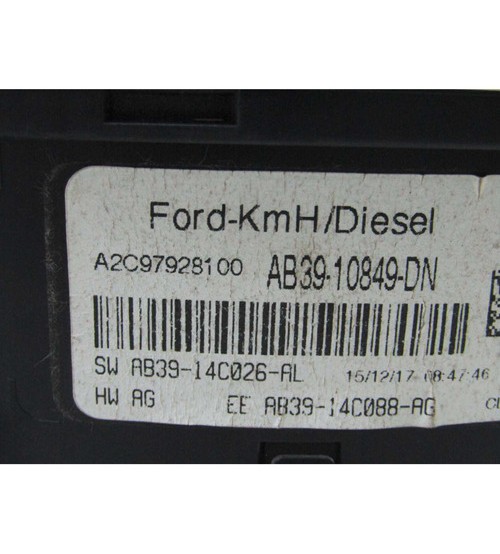 Ford-KmH/Diesel
A2C97928100 AB39-10849-DN
SW AB39-14C026-AL 15/12/17 08:47:46
HW AG EE AB39-14C088-AG